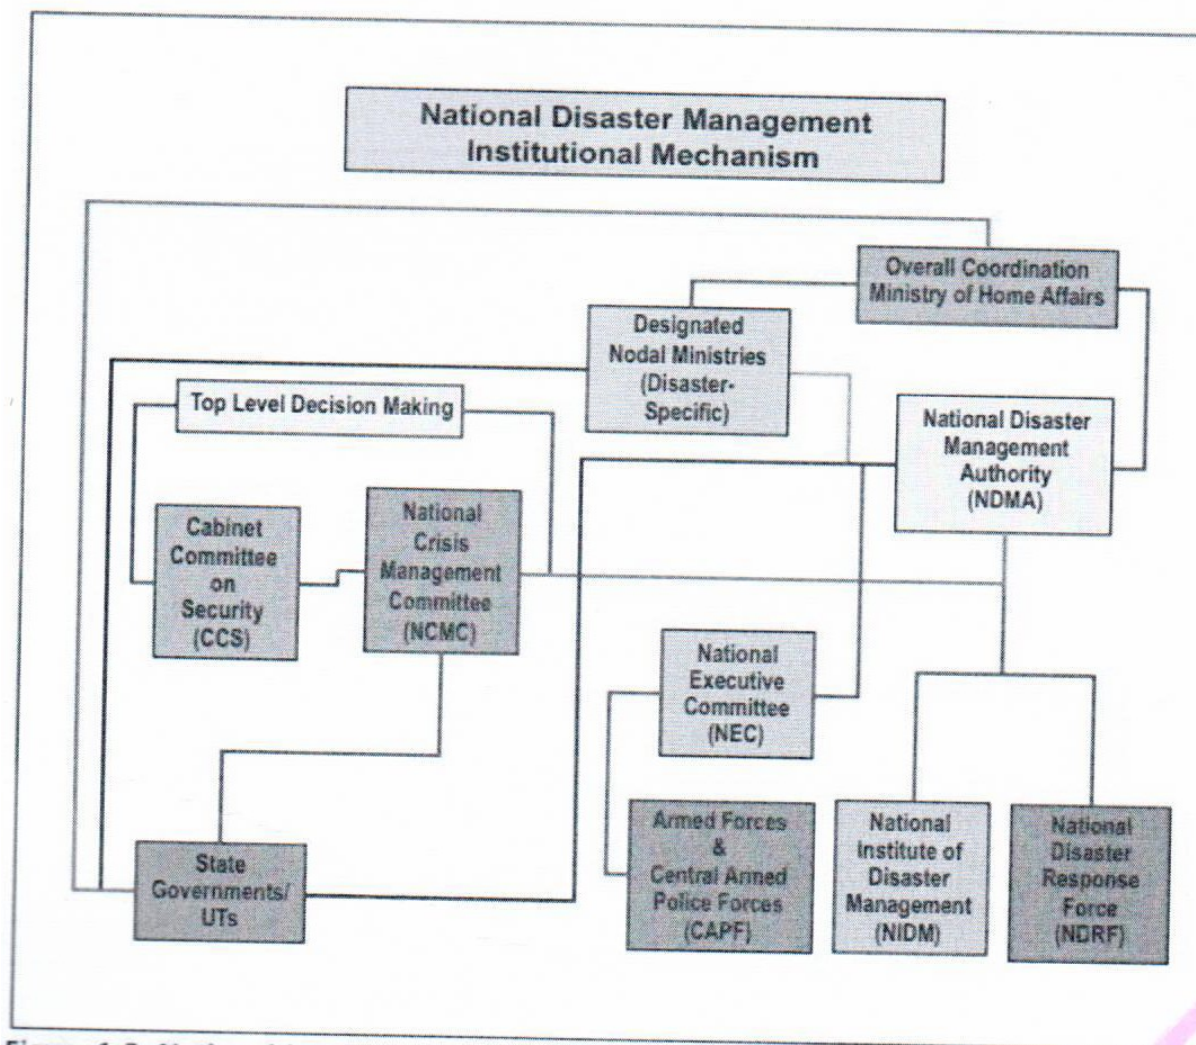 National Disaster Management
Institutional Mechanism
Overall Coordination
Ministry of Home Affairs
Designated
Nodal Ministries
(Disaster-
Specific)
Top Level Decision Making
National Disaster
Management
Authority
(NDMA)
Cabinet
Committee
on
Security
(CCS)
National
Crisis
Management
Committee
(NCMC)
National
Executive
Committee
(NEC)
State
Governments/
UTs
Armed Forces
&
Central Armed
Police Forces
(CAPF)
National
Institute of
Disaster
Management
(NIDM)
National
Disaster
Response
Force
(NDRF)